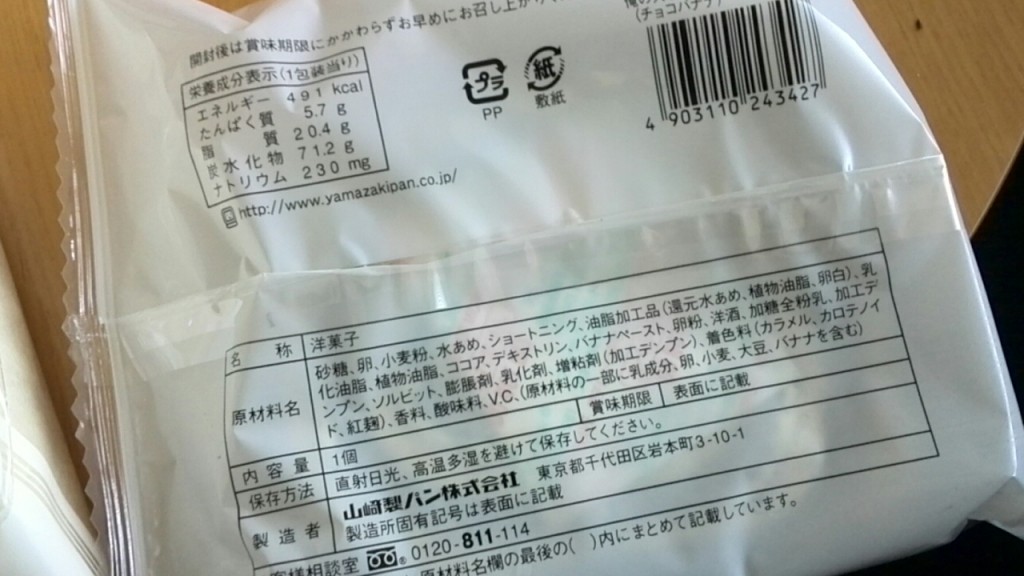 開封後は賞味期限にかかわらずお早めにお召し上がり
(チョコバナナ)
栄養成分表示(1包装当り)
エネルギー 491 kcal
たんぱく質 5.7 g
脂質 20.4 g
炭水化物 71.2 g
ナトリウム 230 mg
プラ
PP
紙
敷紙
4 903110 243427
http://www.yamazakipan.co.jp/
名称 洋菓子
原材料名 砂糖、卵、小麦粉、水あめ、ショートニング、油脂加工品(還元水あめ、植物油脂、卵白)、乳
化油脂、植物油脂、ココア、デキストリン、バナナペースト、卵粉、洋酒、加糖全粉乳、加工デ
ンプン、ソルビット、膨脹剤、乳化剤、増粘剤(加工デンプン)、着色料(カラメル、カロテノイ
ド、紅麹)、香料、酸味料、V.C、(原材料の一部に乳成分、卵、小麦、大豆、バナナを含む)
内容量 1個 賞味期限 表面に記載
保存方法 直射日光、高温多湿を避けて保存してください。
製造者 山崎製パン株式会社 東京都千代田区岩本町3-10-1
製造所固有記号は表面に記載
客様相談室 0120-811-114
原材料名欄の最後の( )内にまとめて記載しています。